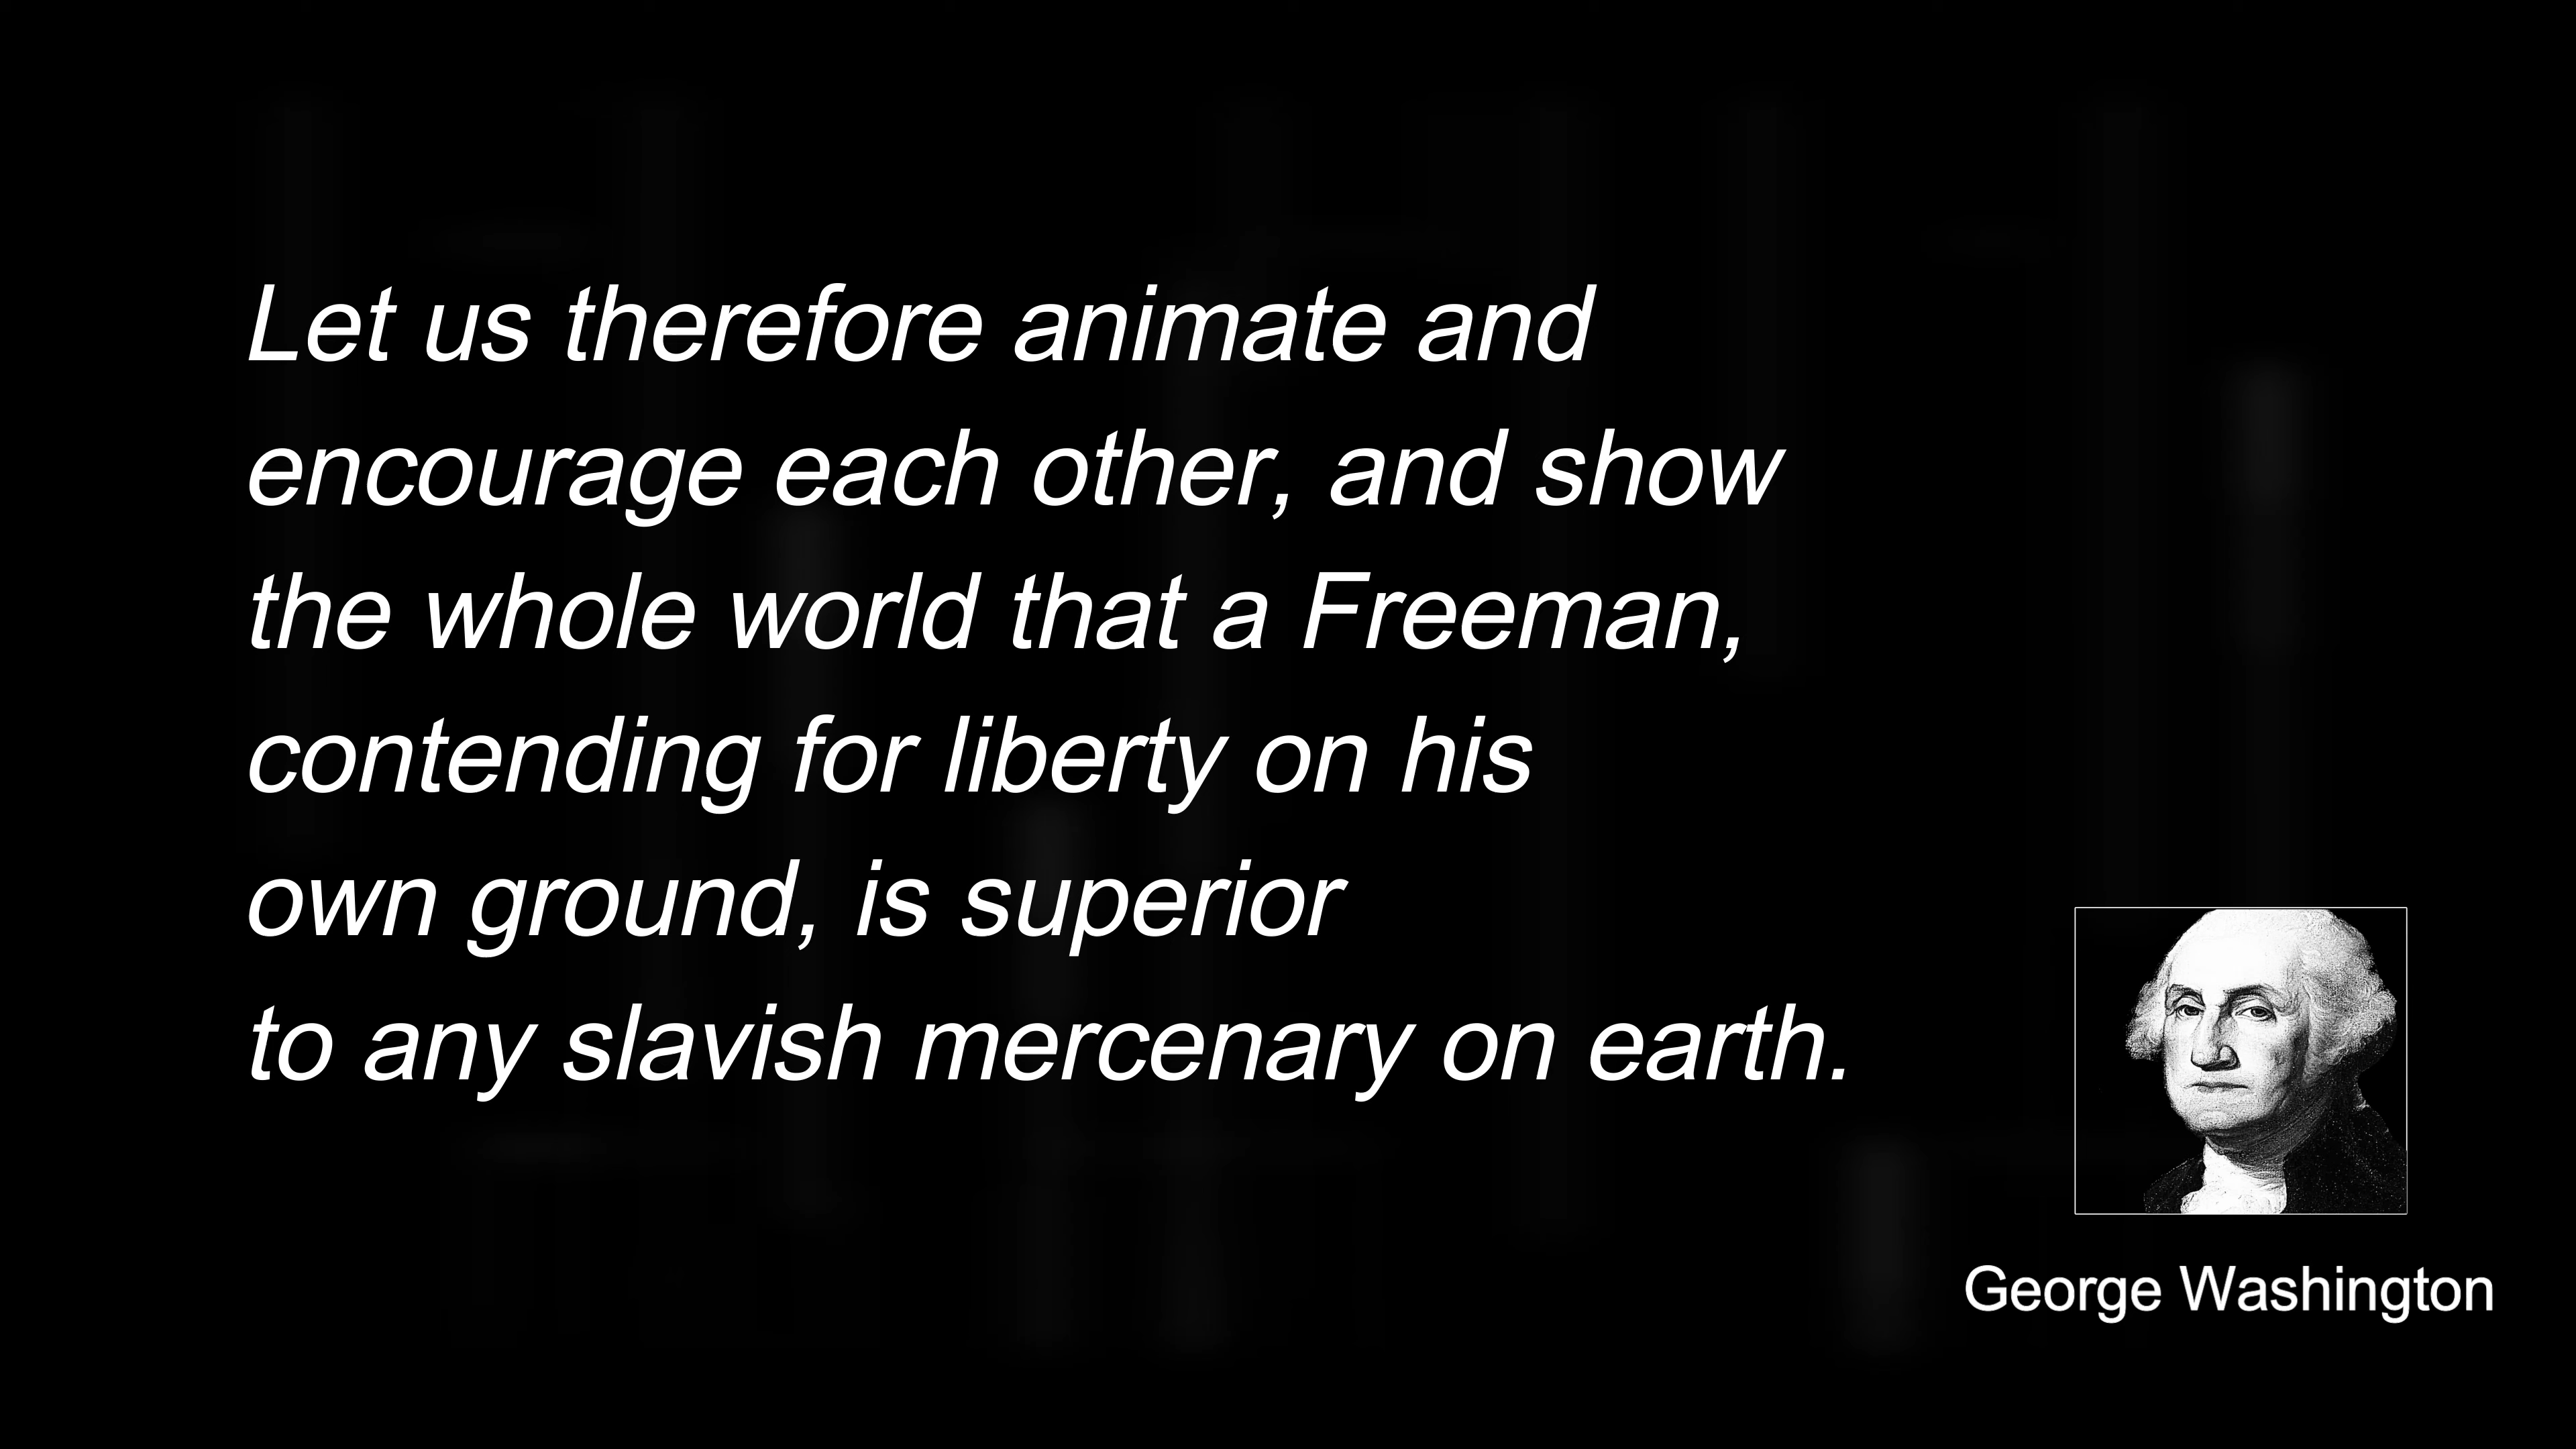 Let us therefore animate and
encourage each other, and show
the whole world that a Freeman,
contending for liberty on his
own ground, is superior
to any slavish mercenary on earth.
George Washington